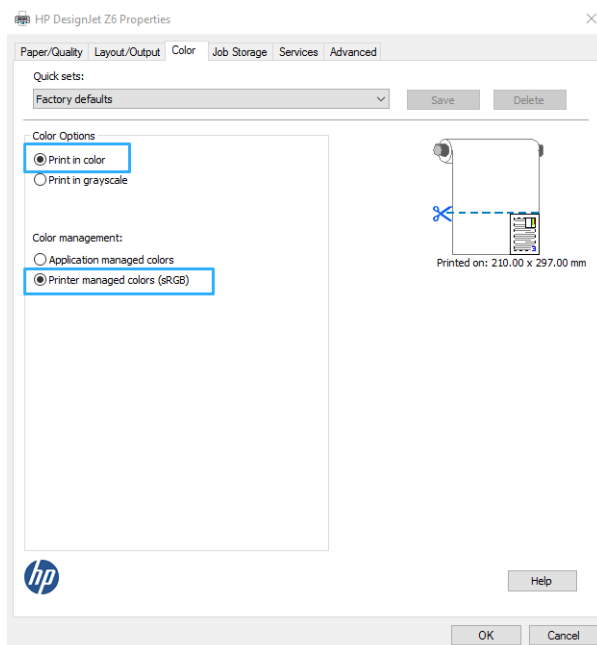 HP DesignJet Z6 Properties
Paper/Quality Layout/Output Color Job Storage Services Advanced
Quick sets:
Factory defaults
Save Delete
Color Options
Print in color
Print in grayscale
Color management:
Application managed colors
Printer managed colors (sRGB)
3
Printed on: 210.00 x 297.00 mm
hp
Help
OK Cancel